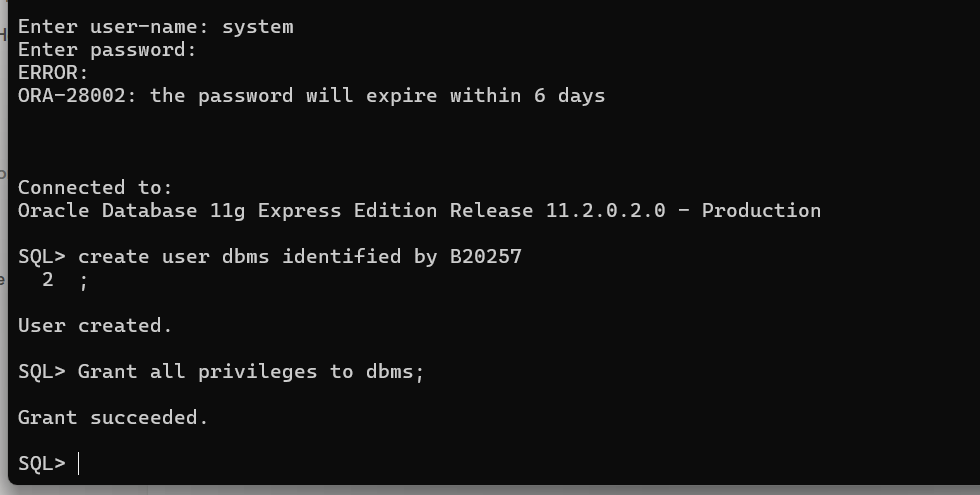 Enter user-name: system
Enter password:
ERROR:
ORA-28002: the password will expire within 6 days
Connected to:
Oracle Database 11g Express Edition Release 11.2.0.2.0 - Production
SQL> create user dbms identified by B20257
  2  ;
User created.
SQL> Grant all privileges to dbms;
Grant succeeded.
SQL>